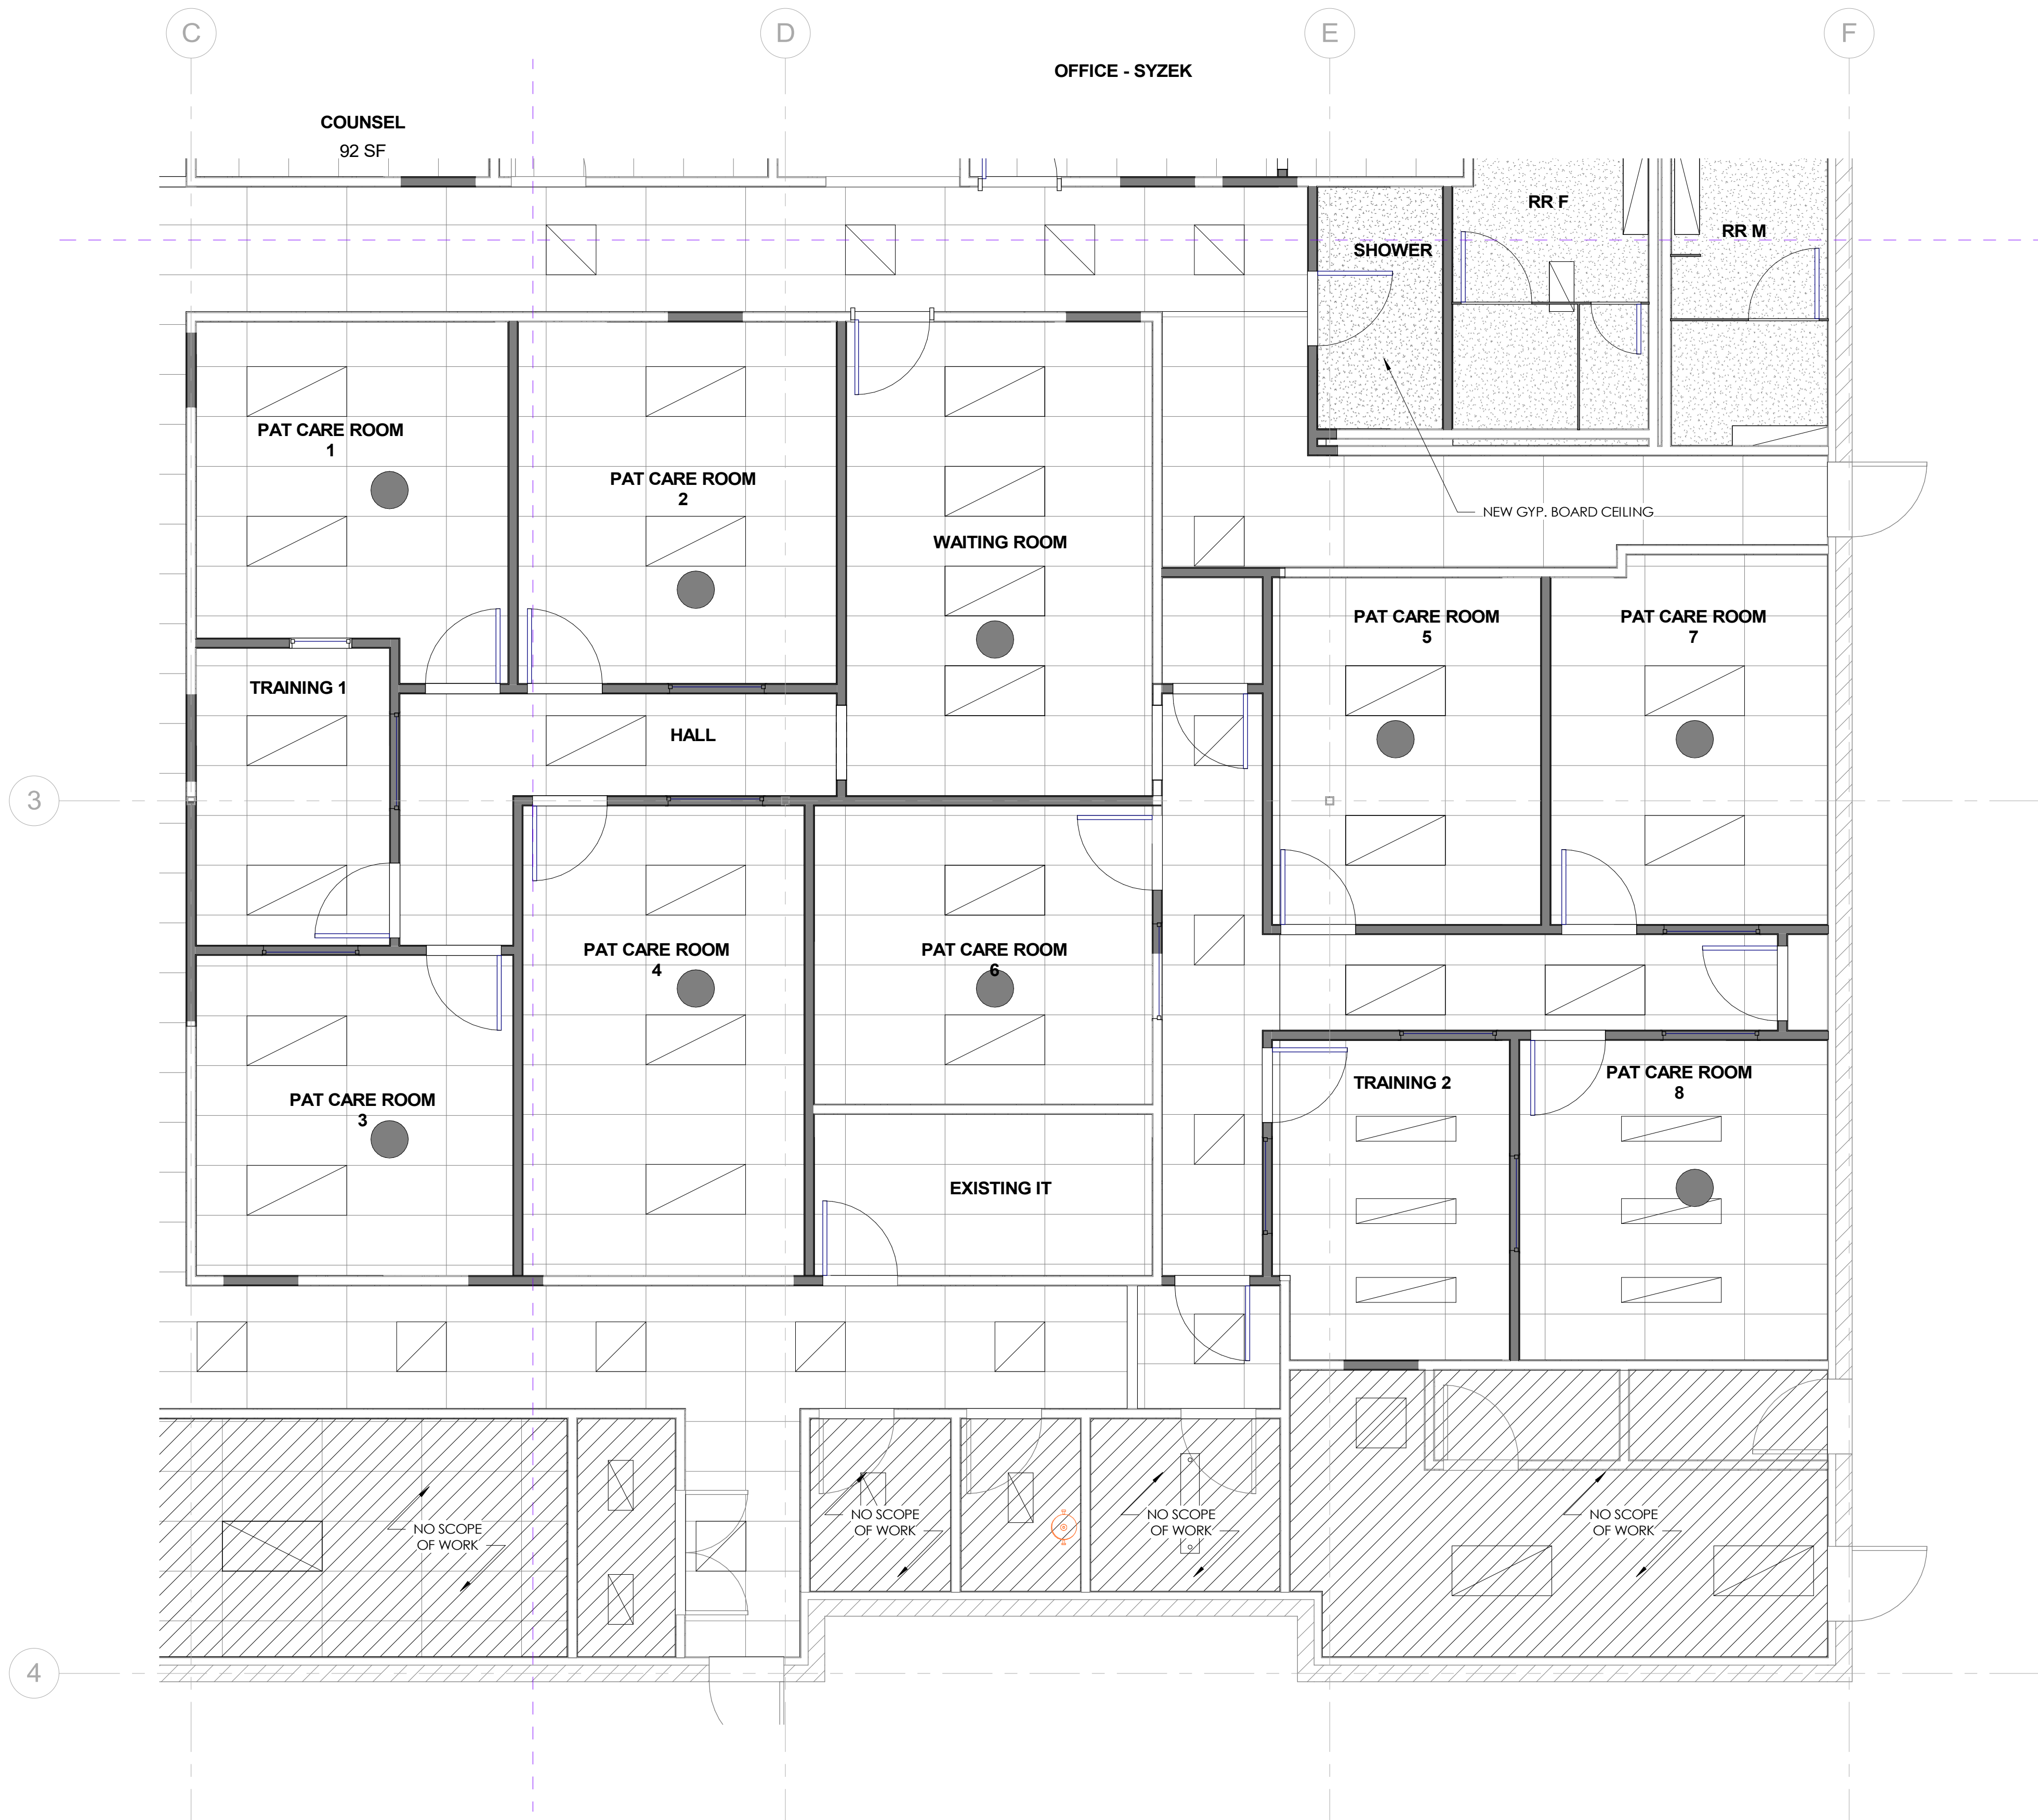 C
D
E
F
OFFICE - SYZEK
COUNSEL
92 SF
RR F
RR M
SHOWER
PAT CARE ROOM
1
PAT CARE ROOM
2
WAITING ROOM
NEW GYP. BOARD CEILING
PAT CARE ROOM
5
PAT CARE ROOM
7
TRAINING 1
HALL
3
PAT CARE ROOM
4
PAT CARE ROOM
6
PAT CARE ROOM
3
TRAINING 2
PAT CARE ROOM
8
EXISTING IT
NO SCOPE
OF WORK
NO SCOPE
OF WORK
NO SCOPE
OF WORK
NO SCOPE
OF WORK
4